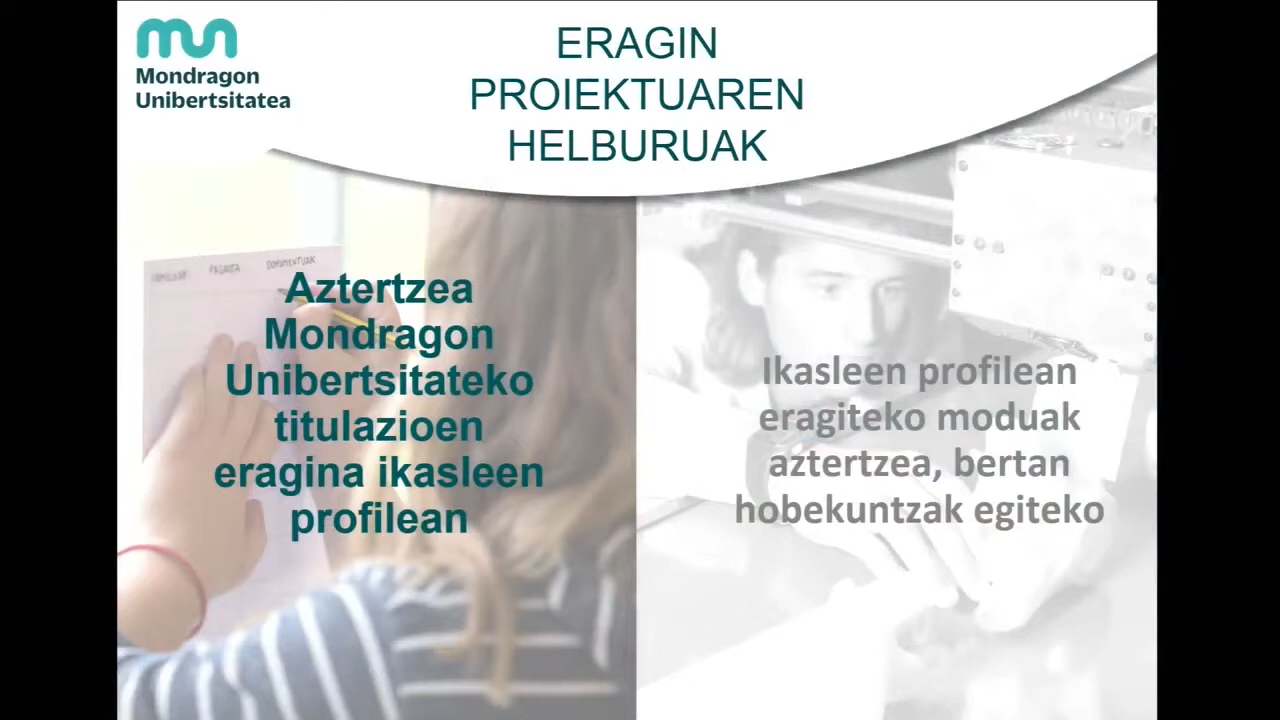 Mondragon
Unibertsitatea
ERAGIN
PROIEKTUAREN
HELBURUAK
DOKUMENTUAK
Aztertzea
Mondragon
Unibertsitateko
titulazioen
eragina ikasleen
profilean
Ikasleen profilean
eragiteko moduak
aztertzea, bertan
hobekuntzak egiteko